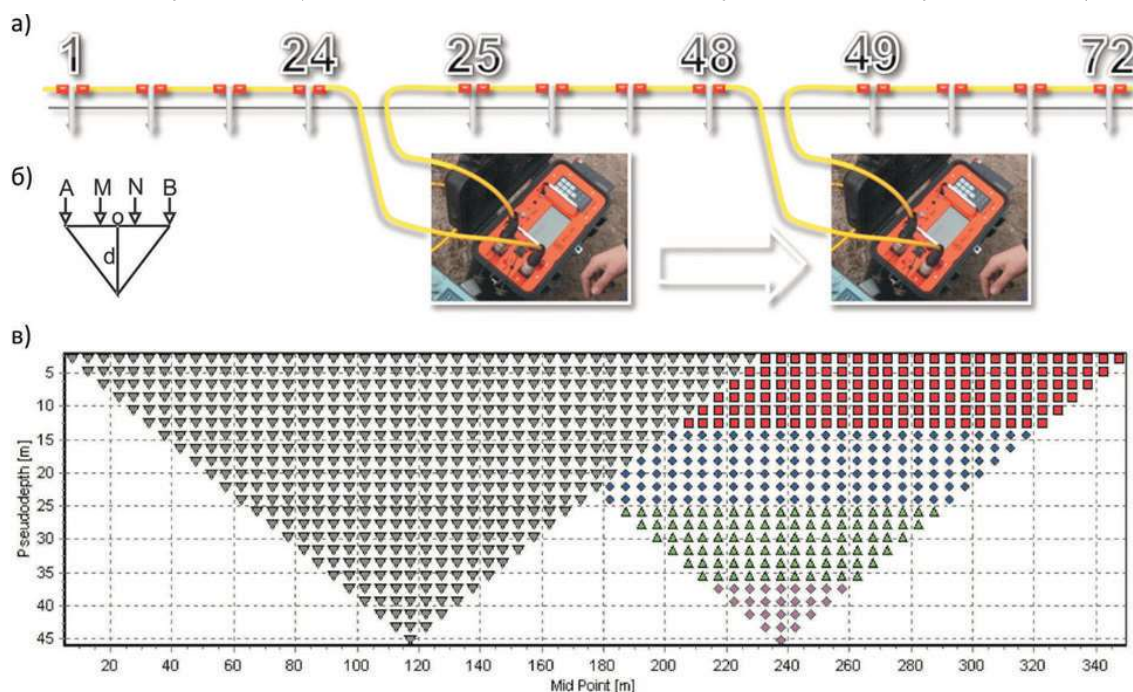 а)
1 24 25 48 49 72
б)
A M N B
o
d
в)
Pseudodepth [m]
5
10
15
20
25
30
35
40
45
20 40 60 80 100 120 140 160 180 200 220 240 260 280 300 320 340
Mid Point [m]